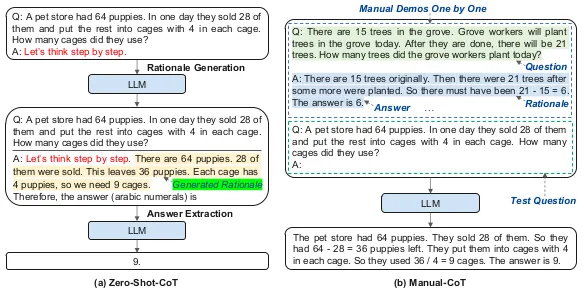 Q: A pet store had 64 puppies. In one day they sold 28 of
them and put the rest into cages with 4 in each cage.
How many cages did they use?
A: Let's think step by step.
Rationale Generation
LLM
Q: A pet store had 64 puppies. In one day they sold 28 of
them and put the rest into cages with 4 in each cage.
How many cages did they use?
A: Let's think step by step. There are 64 puppies. 28 of
them were sold. This leaves 36 puppies. Each cage has
4 puppies, so we need 9 cages.
Generated Rationale
Therefore, the answer (arabic numerals) is
Answer Extraction
LLM
9.
(a) Zero-Shot-CoT
Manual Demos One by One
Q: There are 15 trees in the grove. Grove workers will plant
trees in the grove today. After they are done, there will be 21
trees. How many trees did the grove workers plant today?
Question
A: There are 15 trees originally. Then there were 21 trees after
some more were planted. So there must have been 21 - 15 = 6.
The answer is 6.
Answer
...
Rationale
Q: A pet store had 64 puppies. In one day they sold 28 of them
and put the rest into cages with 4 in each cage. How many
cages did they use?
A:
LLM
Test Question
The pet store had 64 puppies. They sold 28 of them. So they
had 64 - 28 = 36 puppies left. They put them into cages with 4
in each cage. So they used 36 / 4 = 9 cages. The answer is 9.
(b) Manual-CoT